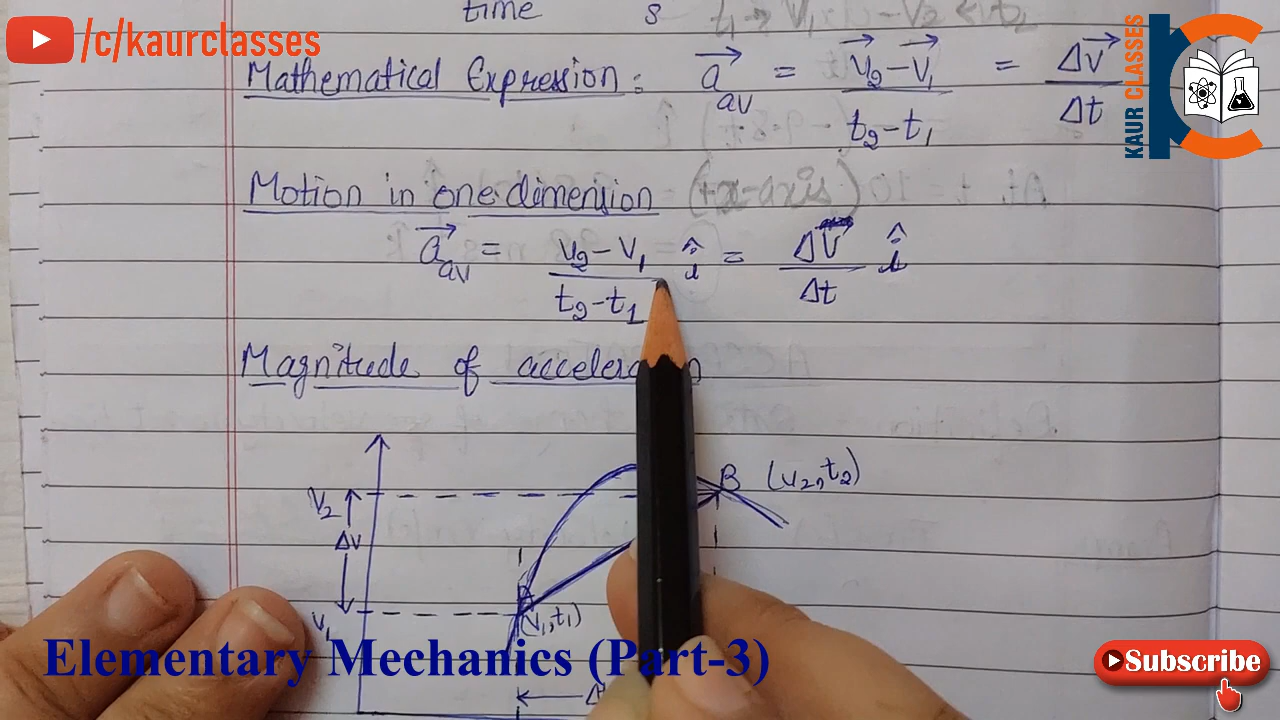 time s
/c/kaurclasses
Mathematical Expression: a⃗ av = v⃗2 - v⃗1 / t2 - t1 = Δv⃗ / Δt
KAUR CLASSES
Motion in one dimension (+x-axis)
a⃗ av = v2 - v1 / t2 - t1 î = Δv⃗ / Δt î
Magnitude of acceleration
B (v2, t2)
v2
Δv
v1
(v1, t1)
Elementary Mechanics (Part-3)
Subscribe